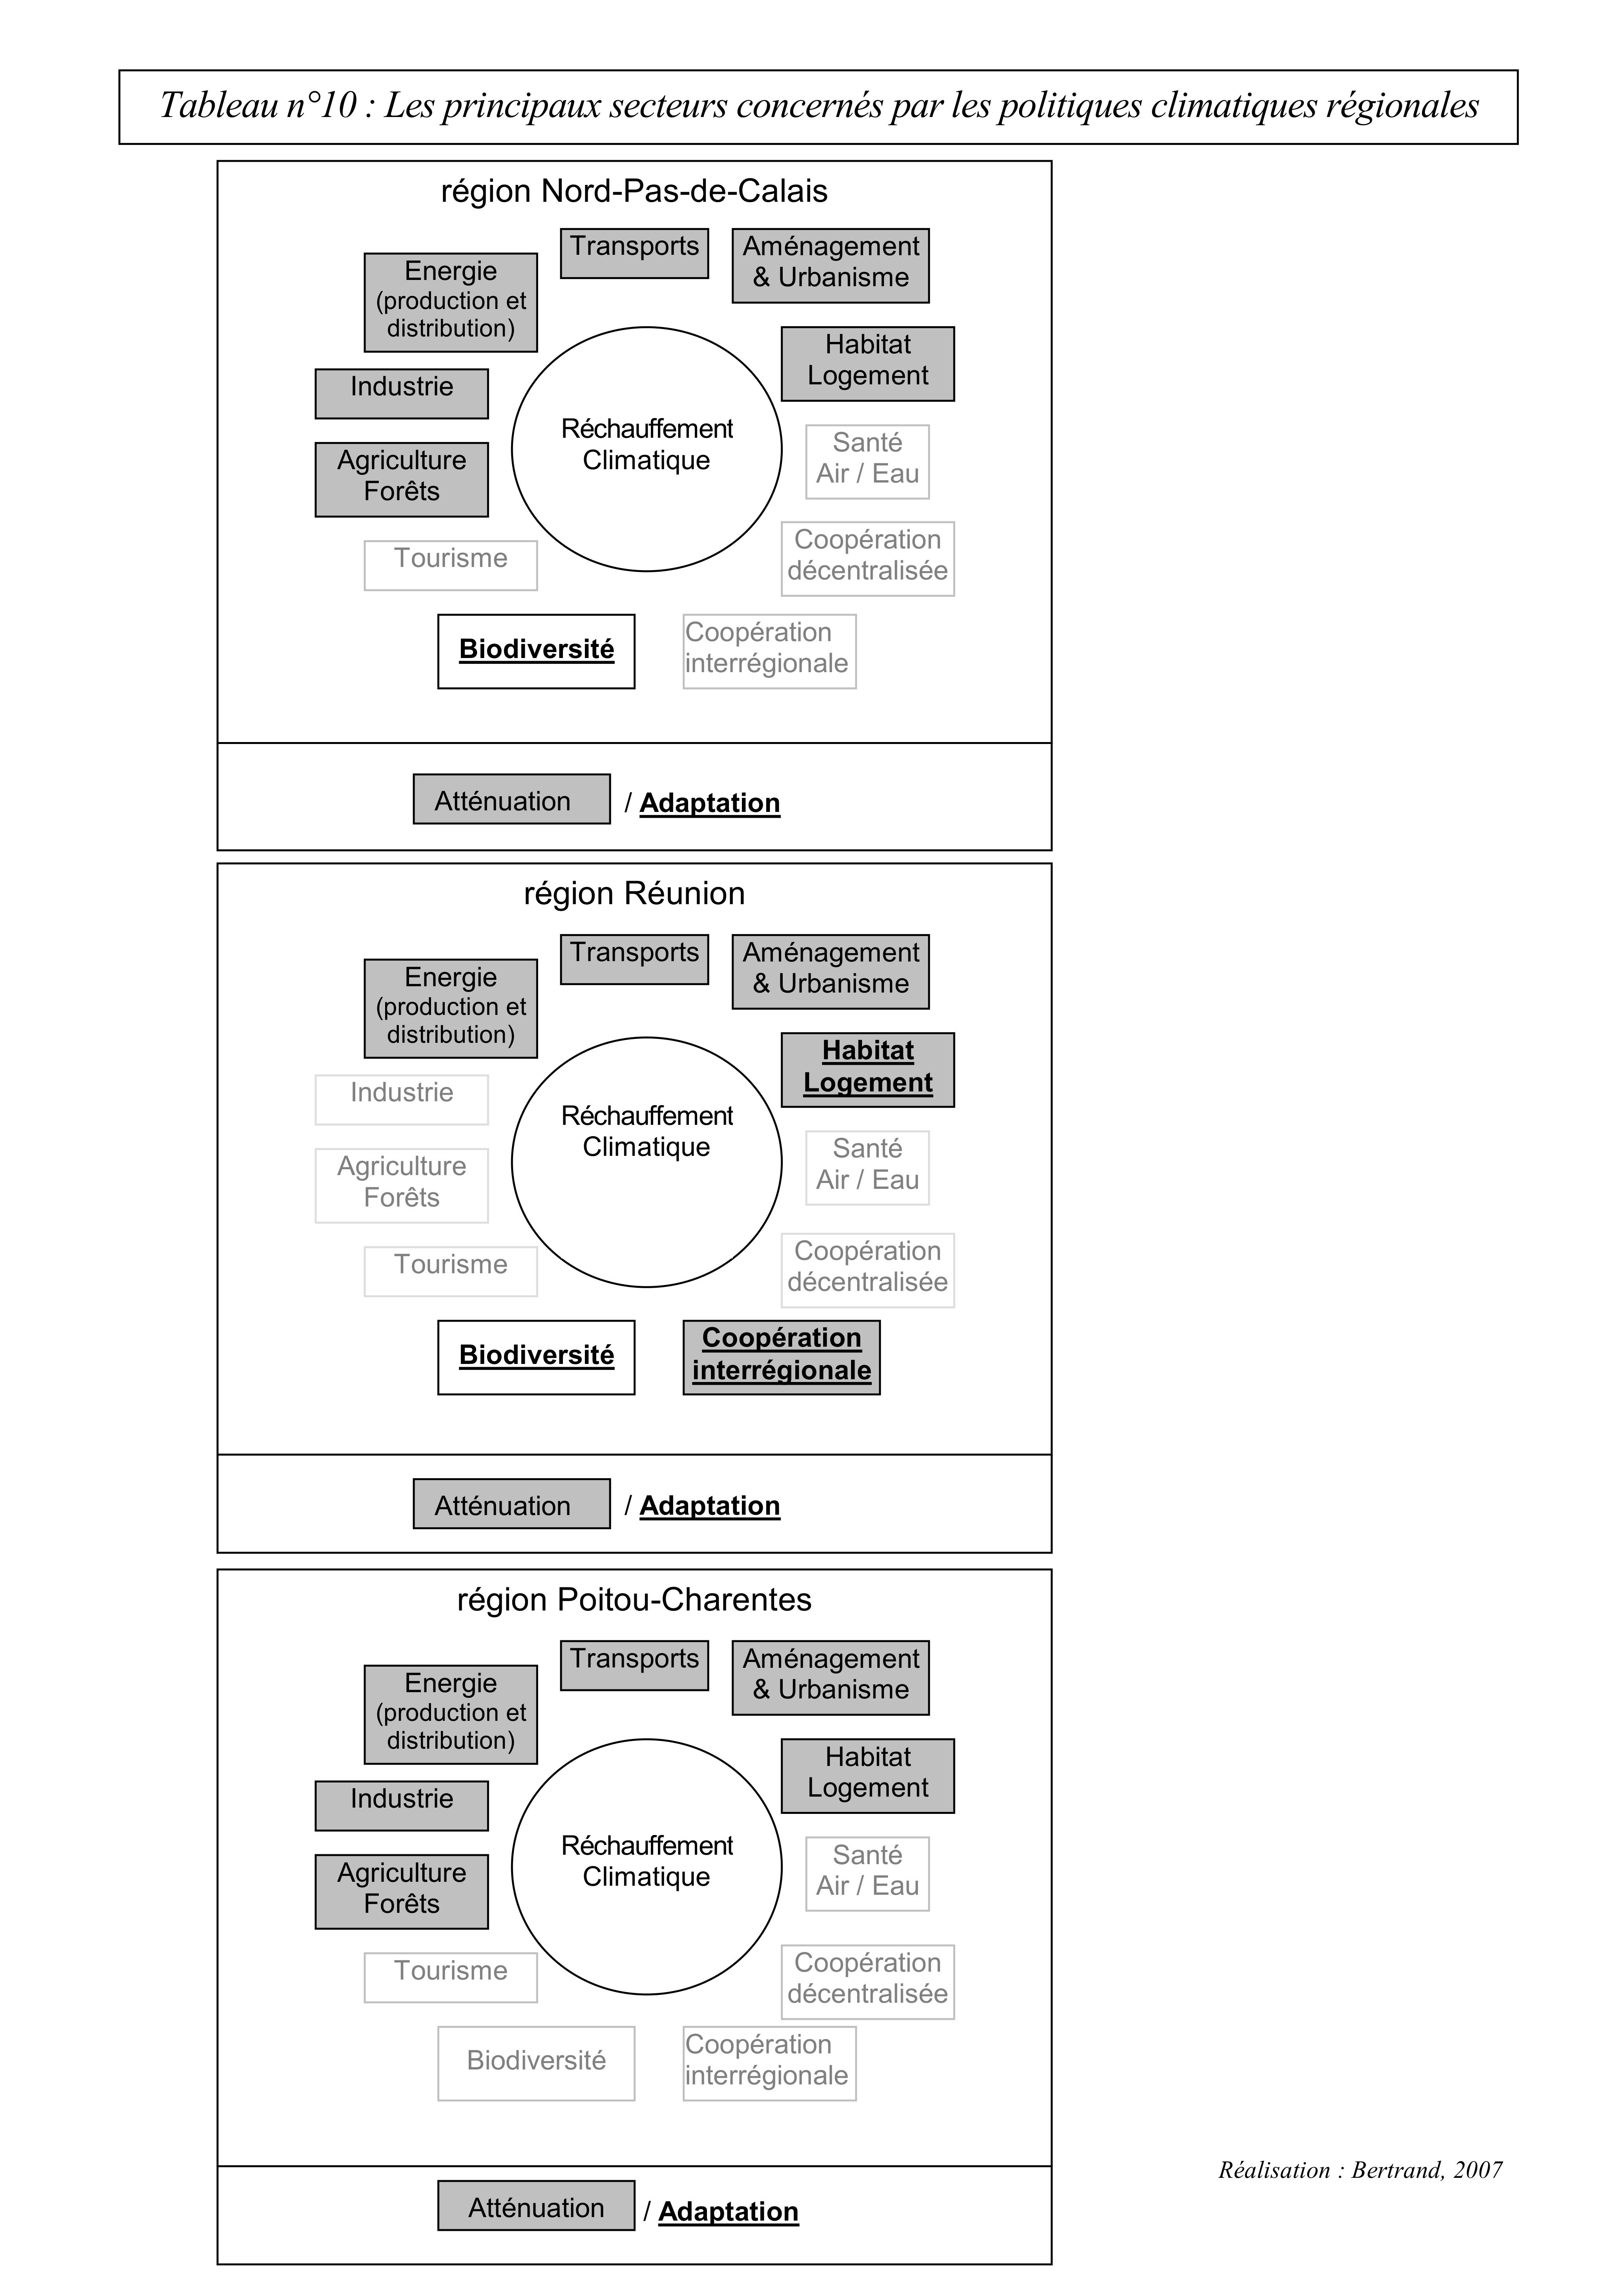 Tableau n°10 : Les principaux secteurs concernés par les politiques climatiques régionales
région Nord-Pas-de-Calais
Transports
Aménagement
& Urbanisme
Energie
(production et
distribution)
Habitat
Logement
Industrie
Réchauffement
Climatique
Santé
Air / Eau
Agriculture
Forêts
Coopération
décentralisée
Tourisme
Biodiversité
Coopération
interrégionale
Atténuation / Adaptation
région Réunion
Transports
Aménagement
& Urbanisme
Energie
(production et
distribution)
Habitat
Logement
Industrie
Réchauffement
Climatique
Santé
Air / Eau
Agriculture
Forêts
Coopération
décentralisée
Tourisme
Biodiversité
Coopération
interrégionale
Atténuation / Adaptation
région Poitou-Charentes
Transports
Aménagement
& Urbanisme
Energie
(production et
distribution)
Habitat
Logement
Industrie
Réchauffement
Climatique
Santé
Air / Eau
Agriculture
Forêts
Coopération
décentralisée
Tourisme
Biodiversité
Coopération
interrégionale
Réalisation : Bertrand, 2007
Atténuation / Adaptation